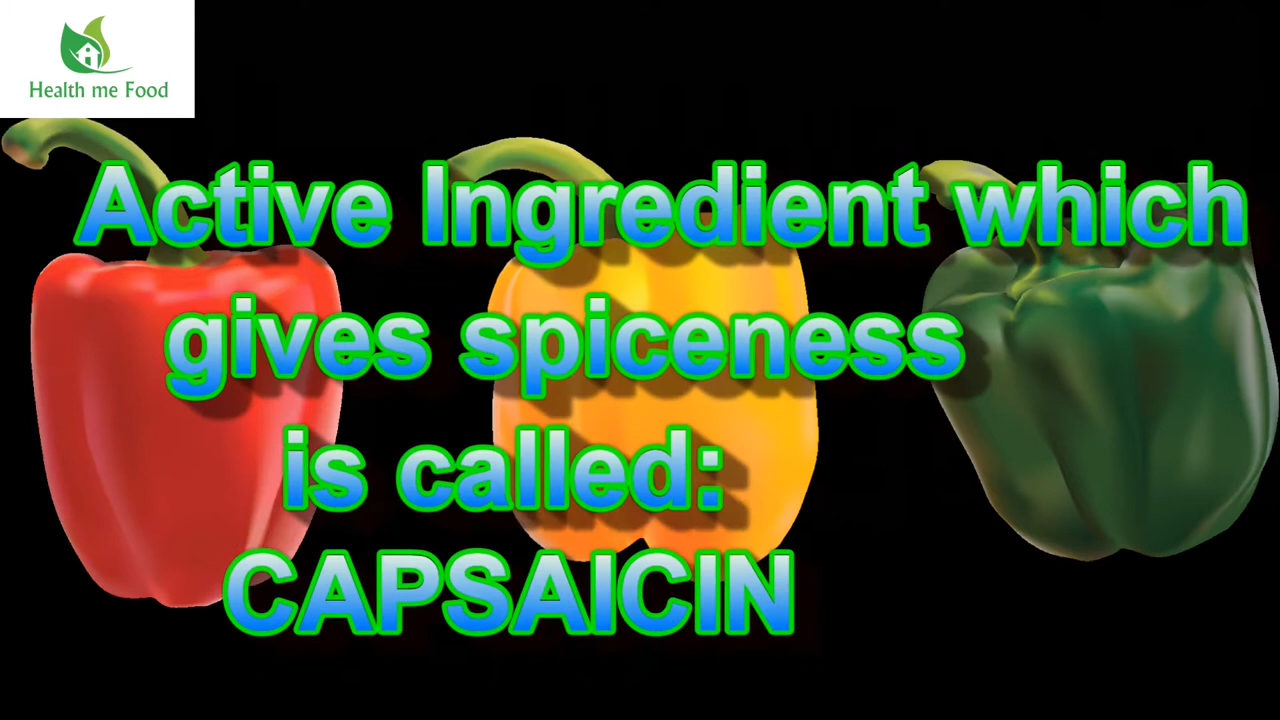 Health me Food
Active Ingredient which
gives spiceness
is called:
CAPSAICIN